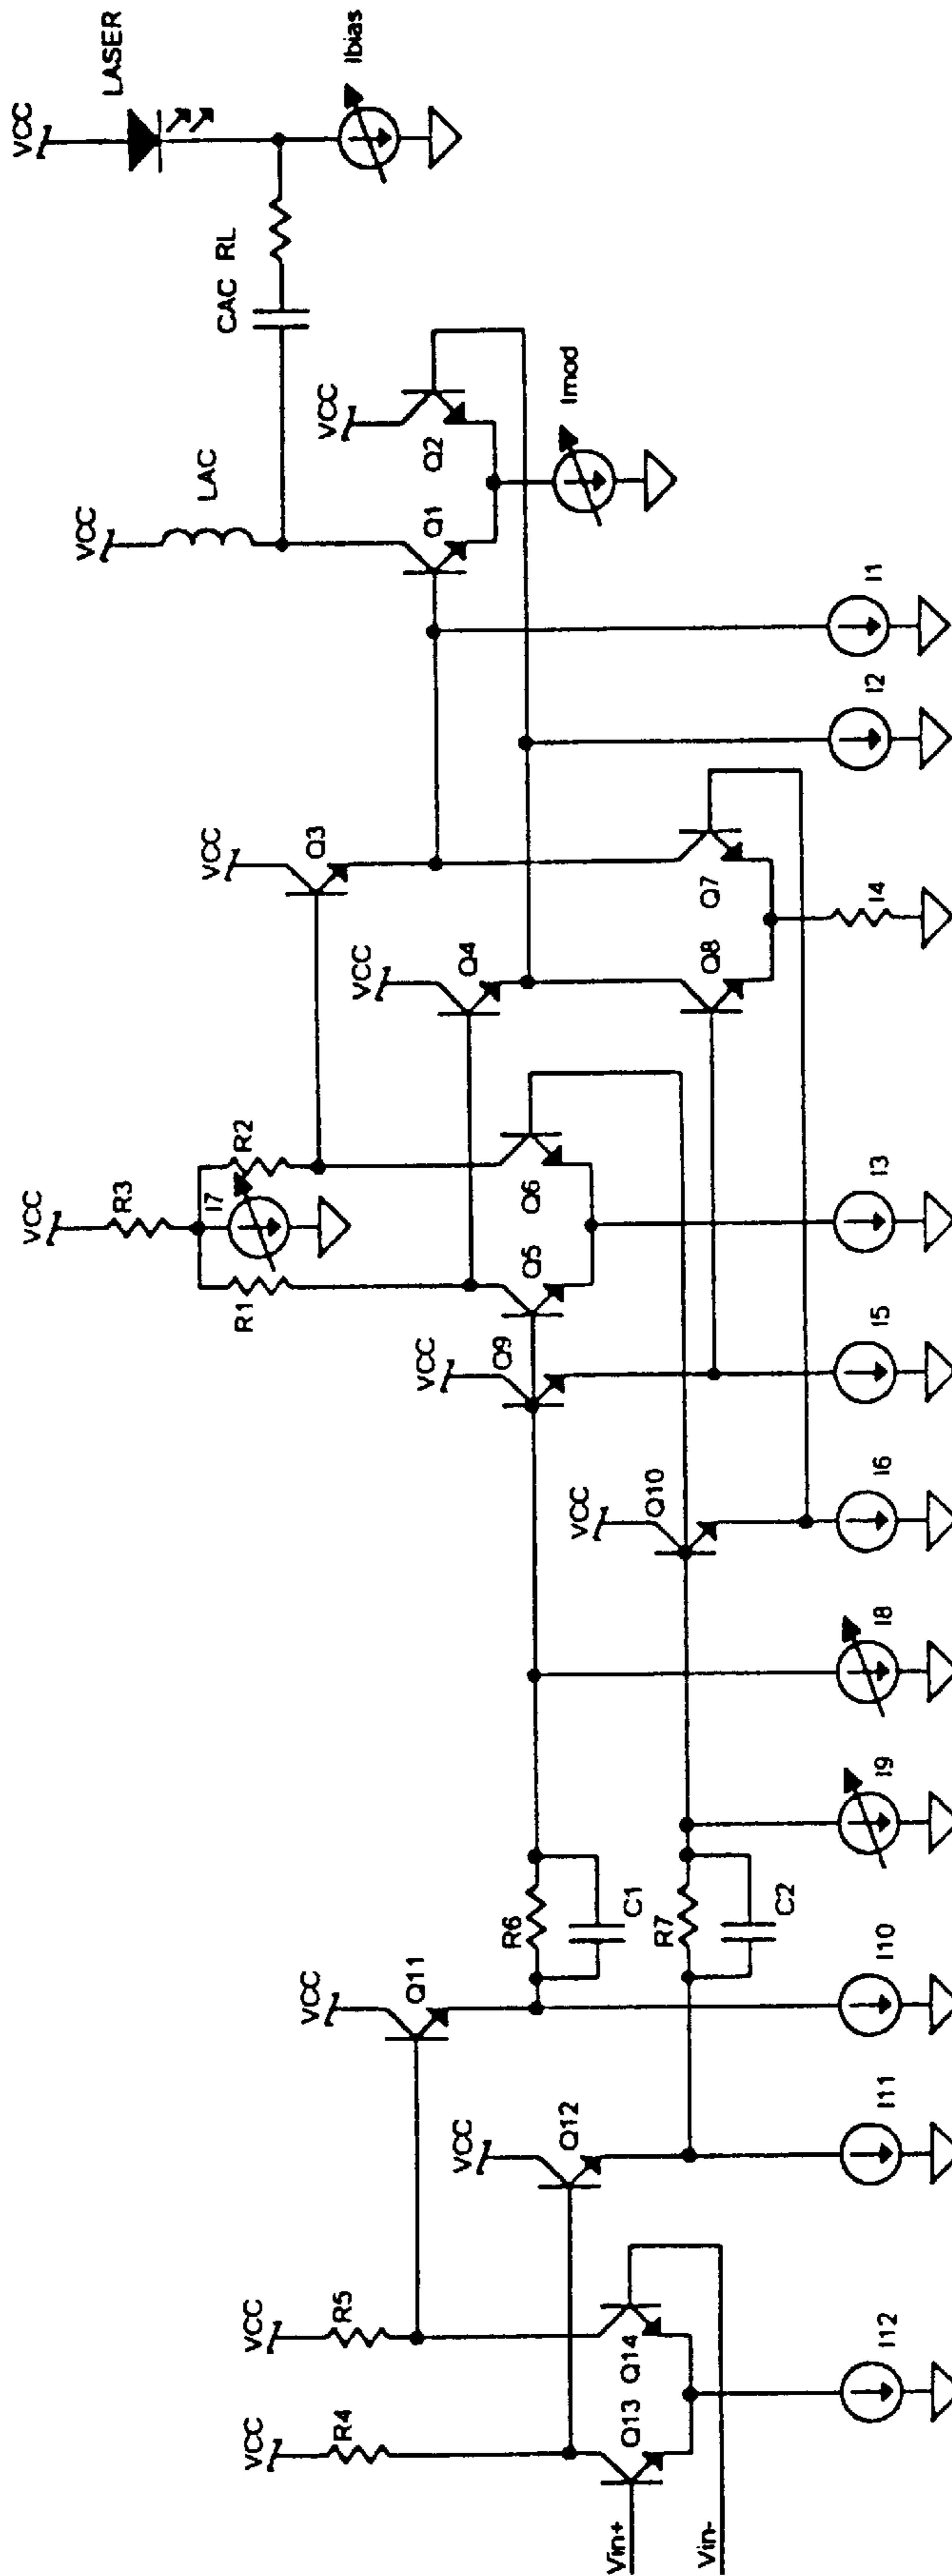 VCC
LASER
Ibias
CAC RL
VCC
LAC
VCC
Q1
Q2
Imod
I1
I2
VCC
Q3
VCC
Q4
Q8
Q7
I4
VCC
R3
R1
R2
I7
Q5
Q6
I3
VCC
Q9
I5
VCC
Q10
I6
I8
I9
R6
C1
R7
C2
VCC
Q11
I10
VCC
Q12
I11
VCC
R5
VCC
R4
Q13
Q14
I12
Vin+
Vin-